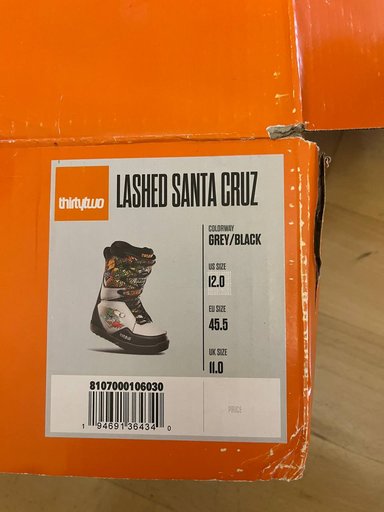 thirtytwo
LASHED SANTA CRUZ
COLORWAY
GREY/BLACK
US SIZE
12.0
EU SIZE
45.5
UK SIZE
11.0
8107000106030
PRICE
1 94691 36434 0